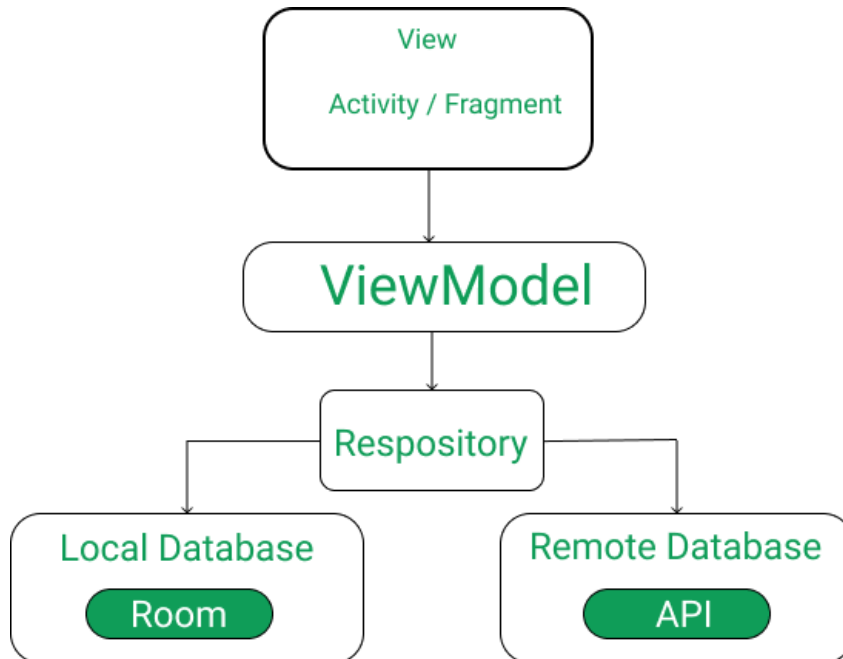 View
Activity / Fragment
ViewModel
Respository
Local Database
Room
Remote Database
API